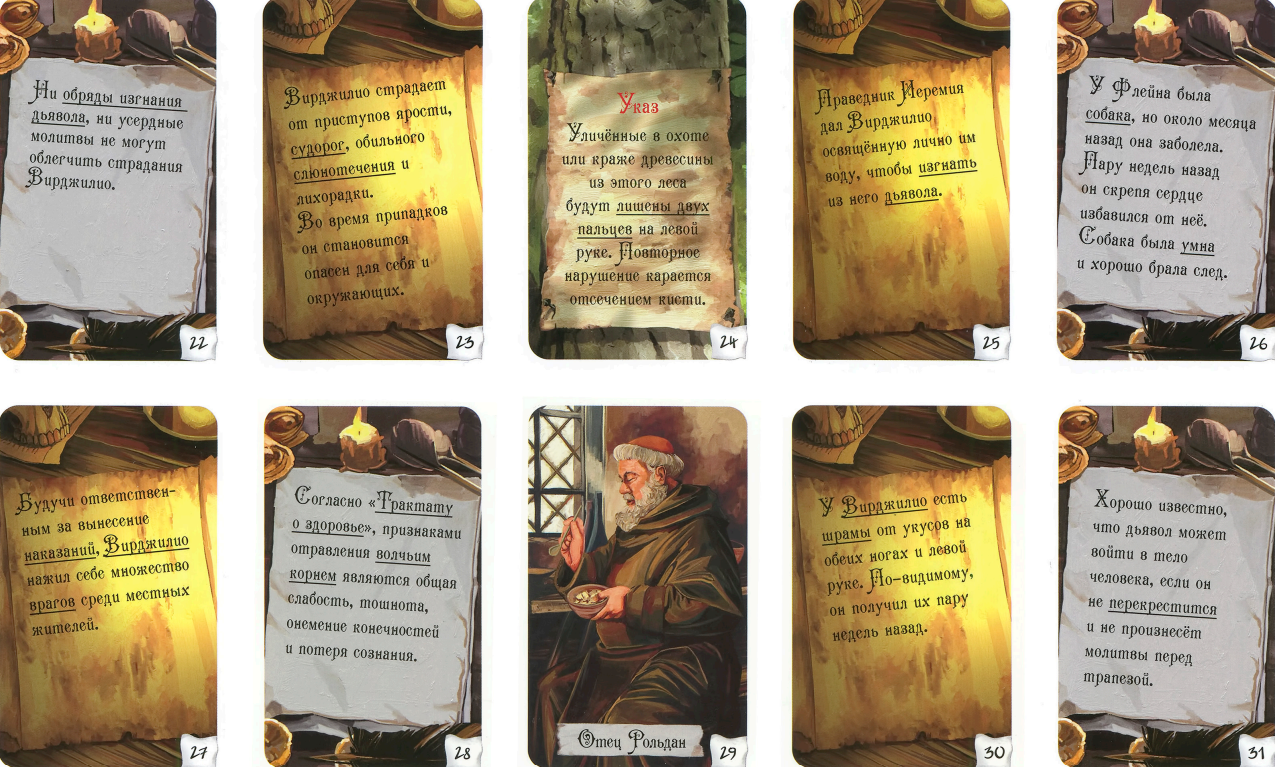 Ни обряды изгнания
дьявола, ни усердные
молитвы не могут
облегчить страдания
Вирджилио.
22
Вирджилио страдает
от приступов ярости,
судорог, обильного
слюнотечения и
лихорадки.
Во время припадков
он становится
опасен для себя и
окружающих.
23
Указ
Уличённые в охоте
или краже древесины
из этого леса
будут лишены двух
пальцев на левой
руке. Повторное
нарушение карается
отсечением кисти.
24
Праведник Иеремия
дал Вирджилио
освящённую лично им
воду, чтобы изгнать
из него дьявола.
25
У Флейна была
собака, но около месяца
назад она заболела.
Пару недель назад
он скрепя сердце
избавился от неё.
Собака была умна
и хорошо брала след.
26
Будучи ответствен-
ным за вынесение
наказаний, Вирджилио
нажил себе множество
врагов среди местных
жителей.
27
Согласно «Трактату
о здоровье», признаками
отравления волчьим
корнем являются общая
слабость, тошнота,
онемение конечностей
и потеря сознания.
28
Отец Рольдан
29
У Вирджилио есть
шрамы от укусов на
обеих ногах и левой
руке. По-видимому,
он получил их пару
недель назад.
30
Хорошо известно,
что дьявол может
войти в тело
человека, если он
не перекрестится
и не произнесёт
молитвы перед
трапезой.
31